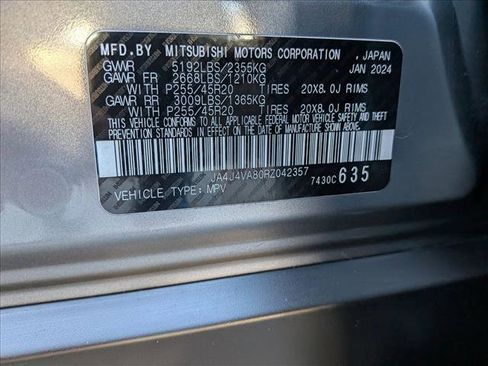 MFD.BY MITSUBISHI MOTORS CORPORATION , JAPAN
GVWR 5192LBS/2355KG JAN 2024
GAWR FR 2668LBS/1210KG
WITH P255/45R20 TIRES 20X8.0J RIMS
GAWR RR 3009LBS/1365KG
WITH P255/45R20 TIRES 20X8.0J RIMS
THIS VEHICLE CONFORMS TO ALL APPLICABLE U.S. FEDERAL
MOTOR VEHICLE SAFETY, BUMPER, AND THEFT
PREVENTION STANDARDS IN EFFECT ON THE DATE OF
MANUFACTURE SHOWN ABOVE.
JA4J4VA80RZ042357
7430C 635
VEHICLE TYPE: MPV